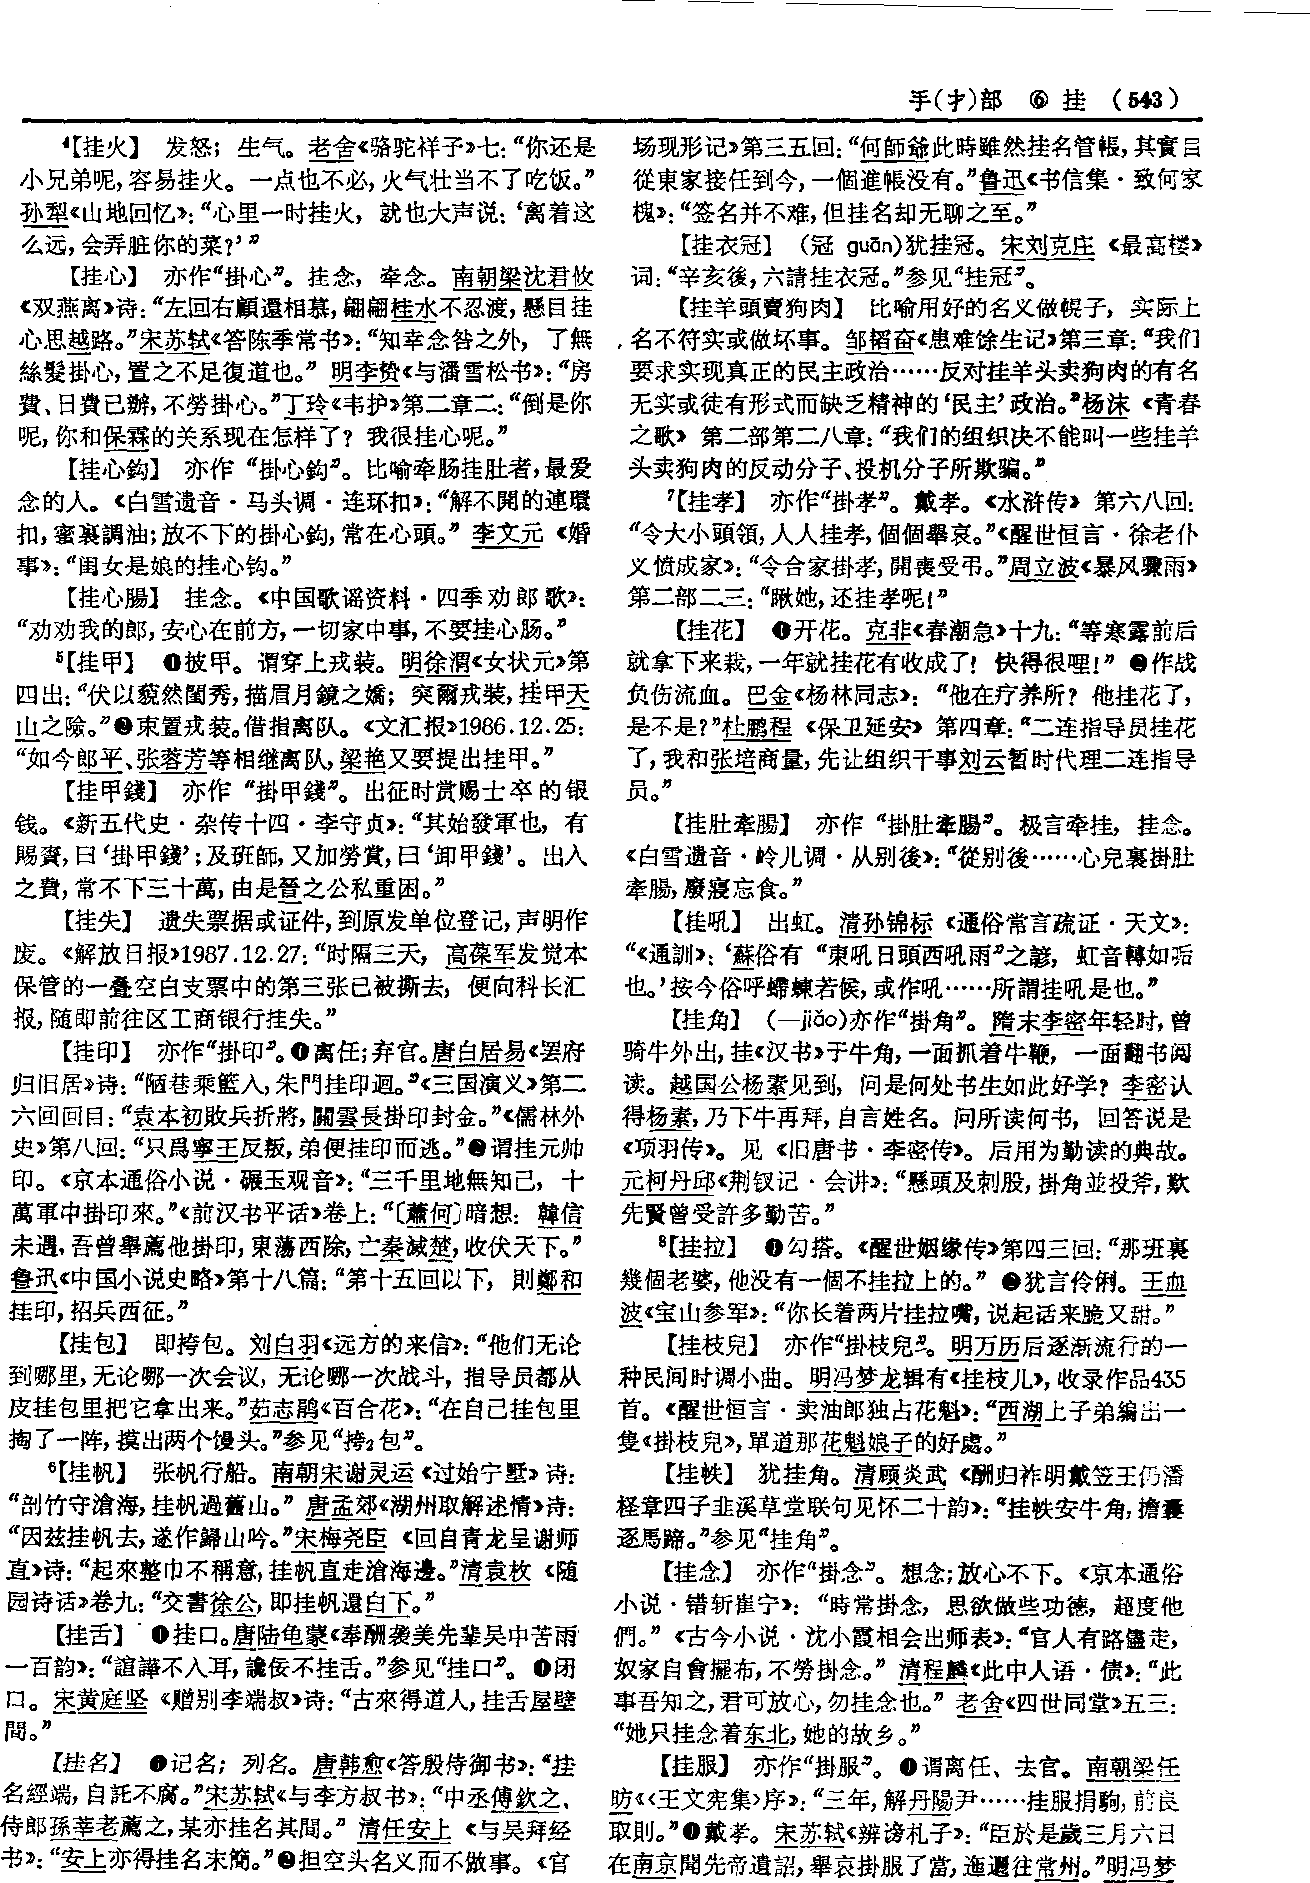 手(扌)部 ⑥ 挂 (543)
⁴【挂火】 发怒；生气。老舍《骆驼祥子》七：“你还是
小兄弟呢，容易挂火。一点也不必，火气壮当不了吃饭。”
孙犁《山地回忆》：“心里一时挂火，就也大声说：‘离着这
么远，会弄脏你的菜？’”
【挂心】 亦作“掛心”。挂念，牵念。南朝梁沈君攸
《双燕离》诗：“左回右顧還相慕，翩翩桂水不忍渡，懸目挂
心思越路。”宋苏轼《答陈季常书》：“知幸念咎之外，了無
絲髮掛心，置之不足復道也。”明李贽《与潘雪松书》：“房
費、日費已辦，不勞掛心。”丁玲《韦护》第二章二：“倒是你
呢，你和保霖的关系现在怎样了？我很挂心呢。”
【挂心鈎】 亦作“掛心鈎”。比喻牵肠挂肚者，最爱
念的人。《白雪遗音·马头调·连环扣》：“解不開的連環
扣，蜜裏調油；放不下的掛心鈎，常在心頭。”李文元《婚
事》：“闺女是娘的挂心钩。”
【挂心腸】 挂念。《中国歌谣资料·四季劝郎歌》：
“劝劝我的郎，安心在前方，一切家中事，不要挂心肠。”
⁵【挂甲】 ❶披甲。谓穿上戎装。明徐渭《女状元》第
四出：“伏以藐然閨秀，描眉月鏡之嬌；突爾戎裝，挂甲天
山之險。”❷束置戎装。借指离队。《文汇报》1986.12.25：
“如今郎平、张蓉芳等相继离队，梁艳又要提出挂甲。”
【挂甲錢】 亦作“掛甲錢”。出征时赏赐士卒的银
钱。《新五代史·杂传十四·李守贞》：“其始發軍也，有
賜賚，曰‘掛甲錢’；及班師，又加勞賞，曰‘卸甲錢’。出入
之費，常不下三十萬，由是晉之公私重困。”
【挂失】 遗失票据或证件，到原发单位登记，声明作
废。《解放日报》1987.12.27：“时隔三天，高葆军发觉本
保管的一叠空白支票中的第三张已被撕去，便向科长汇
报，随即前往区工商银行挂失。”
【挂印】 亦作“掛印”。❶离任；弃官。唐白居易《罢府
归旧居》诗：“陋巷乘籃入，朱門挂印迴。”《三国演义》第二
六回回目：“袁本初敗兵折將，關雲長掛印封金。”《儒林外
史》第八回：“只爲寧王反叛，弟便挂印而逃。”❷谓挂元帅
印。《京本通俗小说·碾玉观音》：“三千里地無知己，十
萬軍中掛印來。”《前汉书平话》卷上：“〔蕭何〕暗想：韓信
未遇，吾曾舉薦他掛印，東蕩西除，亡秦滅楚，收伏天下。”
鲁迅《中国小说史略》第十八篇：“第十五回以下，則鄭和
挂印，招兵西征。”
【挂包】 即挎包。刘白羽《远方的来信》：“他们无论
到哪里，无论哪一次会议，无论哪一次战斗，指导员都从
皮挂包里把它拿出来。”茹志鹃《百合花》：“在自己挂包里
掏了一阵，摸出两个馒头。”参见“挎₂包”。
⁶【挂帆】 张帆行船。南朝宋谢灵运《过始宁墅》诗：
“剖竹守滄海，挂帆過舊山。”唐孟郊《湖州取解述情》诗：
“因兹挂帆去，遂作歸山吟。”宋梅尧臣《回自青龙呈谢师
直》诗：“起來整巾不稱意，挂帆直走滄海邊。”清袁枚《随
园诗话》卷九：“交書徐公，即挂帆還白下。”
【挂舌】 ❶挂口。唐陆龟蒙《奉酬袭美先辈吴中苦雨
一百韵》：“諠譁不入耳，讒佞不挂舌。”参见“挂口”。❶闭
口。宋黄庭坚《赠别李端叔》诗：“古來得道人，挂舌屋壁
間。”
【挂名】 ❶记名；列名。唐韩愈《答殷侍御书》：“挂
名經端，自託不腐。”宋苏轼《与李方叔书》：“中丞傅欽之、
侍郎孫莘老薦之，某亦挂名其間。”清任安上《与吴拜经
书》：“安上亦得挂名末簡。”❷担空头名义而不做事。《官
场现形记》第三五回：“何師爺此時雖然挂名管帳，其實自
從東家接任到今，一個進帳没有。”鲁迅《书信集·致何家
槐》：“签名并不难，但挂名却无聊之至。”
【挂衣冠】 (冠 guān)犹挂冠。宋刘克庄《最高楼》
词：“辛亥後，六請挂衣冠。”参见“挂冠”。
【挂羊頭賣狗肉】 比喻用好的名义做幌子，实际上
名不符实或做坏事。邹韬奋《患难馀生记》第三章：“我们
要求实现真正的民主政治……反对挂羊头卖狗肉的有名
无实或徒有形式而缺乏精神的‘民主’政治。”杨沫《青春
之歌》第二部第二八章：“我们的组织决不能叫一些挂羊
头卖狗肉的反动分子、投机分子所欺骗。”
⁷【挂孝】 亦作“掛孝”。戴孝。《水浒传》第六八回：
“令大小頭領，人人挂孝，個個舉哀。”《醒世恒言·徐老仆
义愤成家》：“令合家掛孝，開喪受弔。”周立波《暴风骤雨》
第二部二三：“瞅她，还挂孝呢！”
【挂花】 ❶开花。克非《春潮急》十九：“等寒露前后
就拿下来栽，一年就挂花有收成了！快得很哩！”❷作战
负伤流血。巴金《杨林同志》：“他在疗养所？他挂花了，
是不是？”杜鹏程《保卫延安》第四章：“二连指导员挂花
了，我和张培商量，先让组织干事刘云暂时代理二连指导
员。”
【挂肚牽腸】 亦作“掛肚牽腸”。极言牵挂，挂念。
《白雪遗音·岭儿调·从别後》：“從别後……心兒裏掛肚
牽腸，廢寢忘食。”
【挂吼】 出虹。清孙锦标《通俗常言疏证·天文》：
“《通訓》：‘蘇俗有“東吼日頭西吼雨”之諺，虹音轉如吼
也。’按今俗呼螮蝀若候，或作吼……所謂挂吼是也。”
【挂角】 (—jiǎo)亦作“掛角”。隋末李密年轻时，曾
骑牛外出，挂《汉书》于牛角，一面抓着牛鞭，一面翻书阅
读。越国公杨素见到，问是何处书生如此好学？李密认
得杨素，乃下牛再拜，自言姓名。问所读何书，回答说是
《项羽传》。见《旧唐书·李密传》。后用为勤读的典故。
元柯丹邱《荆钗记·会讲》：“懸頭及刺股，掛角並投斧，歎
先賢曾受許多勤苦。”
⁸【挂拉】 ❶勾搭。《醒世姻缘传》第四三回：“那班裏
幾個老婆，他没有一個不挂拉上的。”❷犹言伶俐。王血
波《宝山参军》：“你长着两片挂拉嘴，说起话来脆又甜。”
【挂枝兒】 亦作“掛枝兒”。明万历后逐渐流行的一
种民间时调小曲。明冯梦龙辑有《挂枝儿》，收录作品435
首。《醒世恒言·卖油郎独占花魁》：“西湖上子弟編出一
隻《掛枝兒》，單道那花魁娘子的好處。”
【挂帙】 犹挂角。清顾炎武《酬归祚明戴笠王仍潘
柽章四子韭溪草堂联句见怀二十韵》：“挂帙安牛角，擔囊
逐馬蹄。”参见“挂角”。
【挂念】 亦作“掛念”。想念；放心不下。《京本通俗
小说·错斩崔宁》：“時常掛念，思欲做些功德，超度他
們。”《古今小说·沈小霞相会出师表》：“官人有路儘走，
奴家自會擺布，不勞掛念。”清程麟《此中人语·债》：“此
事吾知之，君可放心，勿挂念也。”老舍《四世同堂》五三：
“她只挂念着东北，她的故乡。”
【挂服】 亦作“掛服”。❶谓离任、去官。南朝梁任
昉《〈王文宪集〉序》：“三年，解丹陽尹……挂服捐駒，前良
取則。”❶戴孝。宋苏轼《辨谤札子》：“臣於是歲三月六日
在南京聞先帝遺詔，舉哀掛服了當，迤邐往常州。”明冯梦